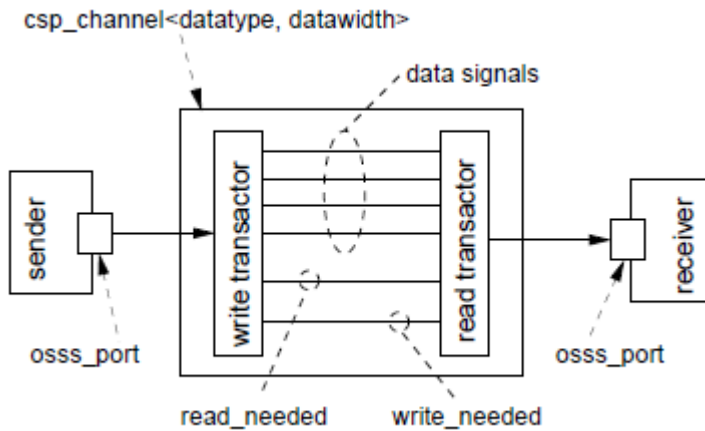 csp_channel<datatype, datawidth>
data signals
sender
write transactor
read transactor
receiver
osss_port
osss_port
read_needed
write_needed